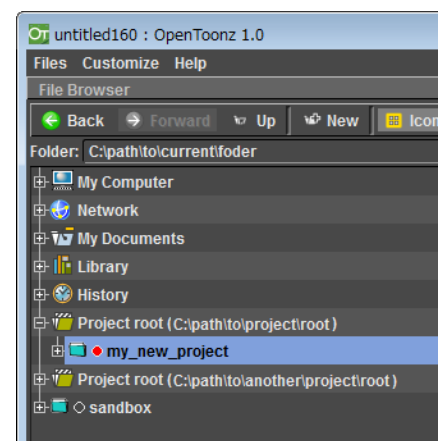 OT untitled160 : OpenToonz 1.0
Files Customize Help
File Browser
Back Forward Up New Icon
Folder: C:\path\to\current\foder
My Computer
Network
My Documents
Library
History
Project root (C:\path\to\project\root)
my_new_project
Project root (C:\path\to\another\project\root)
sandbox